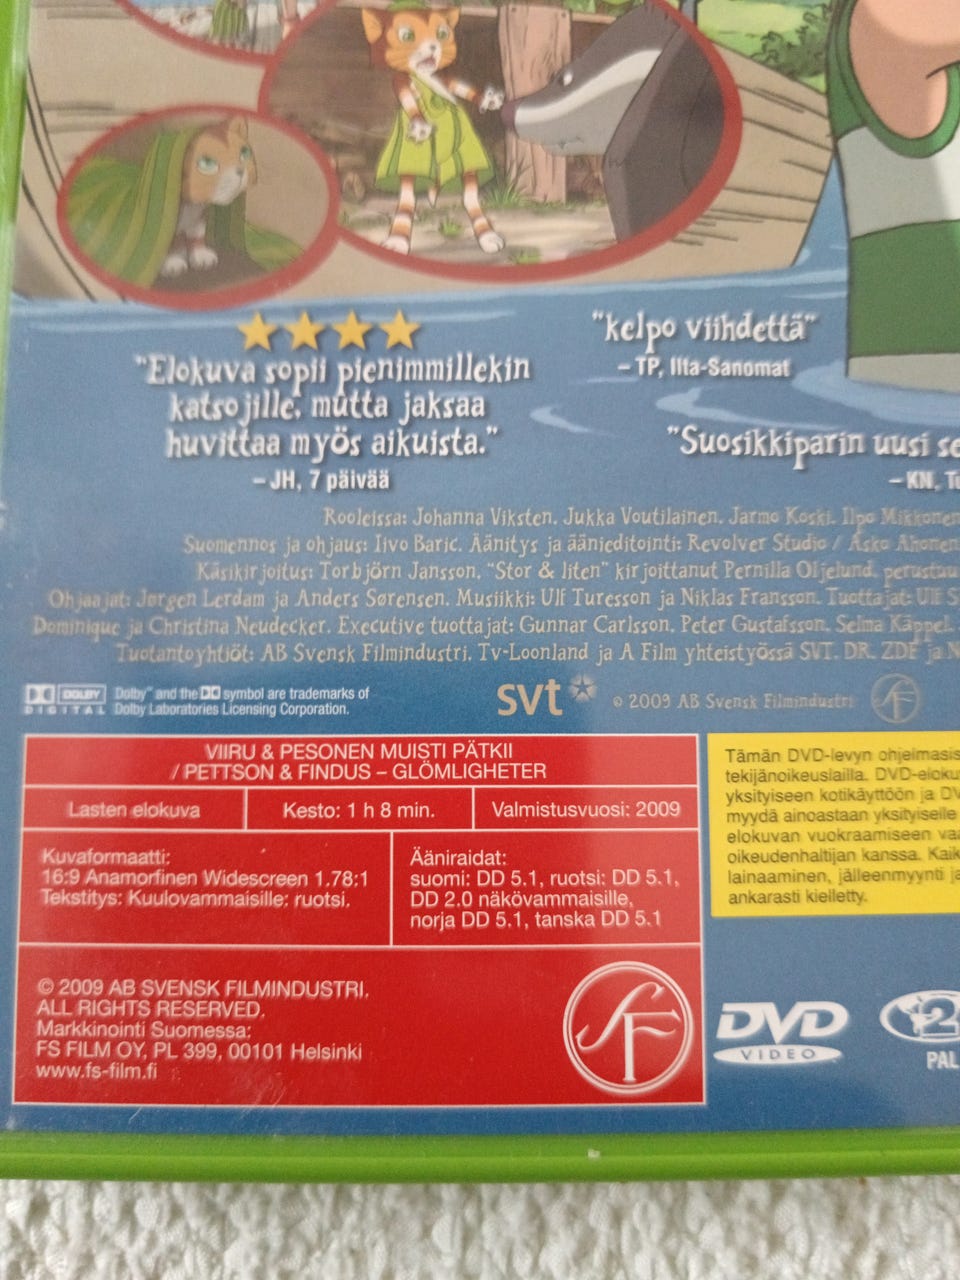 "Elokuva sopii pienimmillekin
katsojille, mutta jaksaa
huvittaa myös aikuista."
– JH, 7 päivää
"kelpo viihdettä"
– TP, Ilta-Sanomat
"Suosikkiparin uusi
– KN,
Rooleissa: Johanna Viksten, Jukka Voutilainen, Jarmo Koski, Ilpo Mikkonen
Suomennos ja ohjaus: Iivo Baric. Äänitys ja äänieditointi: Revolver Studio / Asko Ahonen
Käsikirjoitus: Torbjörn Jansson, "Stor & liten" kirjoittanut Pernilla Oljelund, perustuu
Ohjaajat: Jørgen Lerdam ja Anders Sørensen. Musiikki: Ulf Turesson ja Niklas Fransson. Tuottajat: Ulf
Dominique ja Christina Neudecker. Executive tuottajat: Gunnar Carlsson, Peter Gustafsson, Selma Käppel,
Tuotantoyhtiöt: AB Svensk Filmindustri, Tv-Loonland ja A Film yhteistyössä SVT, DR, ZDF ja
DOLBY
DIGITAL
Dolby™ and the DD symbol are trademarks of
Dolby Laboratories Licensing Corporation.
svt
© 2009 AB Svensk Filmindustri
VIIRU & PESONEN MUISTI PÄTKII
/ PETTSON & FINDUS – GLÖMLIGHETER
Lasten elokuva
Kesto: 1 h 8 min.
Valmistusvuosi: 2009
Kuvaformaatti:
16:9 Anamorfinen Widescreen 1.78:1
Tekstitys: Kuulovammaisille: ruotsi.
Ääniraidat:
suomi: DD 5.1, ruotsi: DD 5.1,
DD 2.0 näkövammaisille,
norja DD 5.1, tanska DD 5.1
© 2009 AB SVENSK FILMINDUSTRI.
ALL RIGHTS RESERVED.
Markkinointi Suomessa:
FS FILM OY, PL 399, 00101 Helsinki
www.fs-film.fi
SF
Tämän DVD-levyn ohjelmasis
tekijänoikeuslailla. DVD-eloku
yksityiseen kotikäyttöön ja DV
myydä ainoastaan yksityiselle
elokuvan vuokraamiseen vaa
oikeudenhaltijan kanssa. Kaik
lainaaminen, jälleenmyynti ja
ankarasti kielletty.
DVD
VIDEO
2
PAL